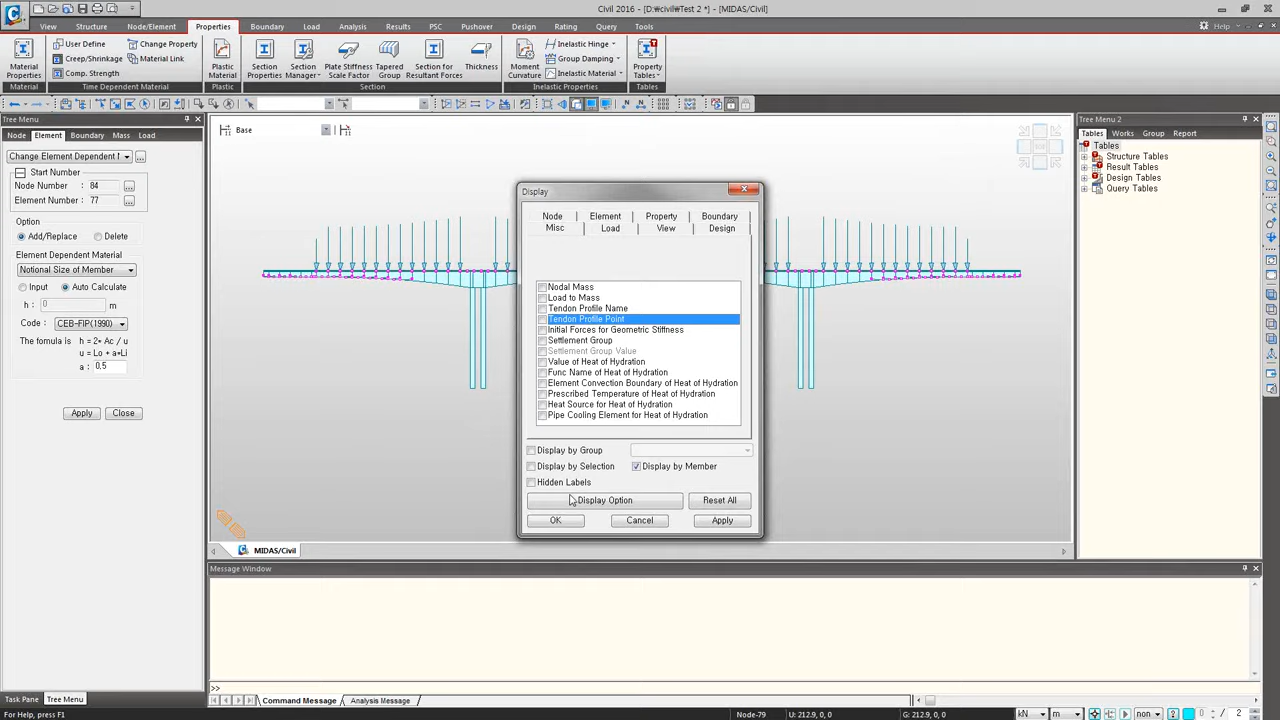 Civil 2016 - [D:\civil\Test 2 *] - [MIDAS/Civil]
View Structure Node/Element Properties Boundary Load Analysis Results PSC Pushover Design Rating Query Tools Help
Material Properties
User Define
Creep/Shrinkage
Comp. Strength
Change Property
Material Link
Plastic Material
Section Properties
Section Manager
Plate Stiffness Scale Factor
Tapered Group
Section for Resultant Forces
Thickness
Moment Curvature
Inelastic Hinge
Group Damping
Inelastic Material
Property Tables
Material Time Dependent Material Plastic Section Inelastic Properties Tables
Tree Menu
Node Element Boundary Mass Load
Change Element Dependent
Start Number
Node Number : 84
Element Number : 77
Option
Add/Replace Delete
Element Dependent Material
Notional Size of Member
Input Auto Calculate
h : 0 m
Code : CEB-FIP(1990)
The formula is h = 2* Ac / u
u = Lo + a*Li
a : 0,5
Apply Close
Task Pane Tree Menu
Base
Display
Node Element Property Boundary
Misc Load View Design
Nodal Mass
Load to Mass
Tendon Profile Name
Tendon Profile Point
Initial Forces for Geometric Stiffness
Settlement Group
Settlement Group Value
Value of Heat of Hydration
Func Name of Heat of Hydration
Element Convection Boundary of Heat of Hydration
Prescribed Temperature of Heat of Hydration
Heat Source for Heat of Hydration
Pipe Cooling Element for Heat of Hydration
Display by Group
Display by Selection Display by Member
Hidden Labels
Display Option Reset All
OK Cancel Apply
MIDAS/Civil
Tree Menu 2
Tables Works Group Report
Tables
Structure Tables
Result Tables
Design Tables
Query Tables
Message Window
>>
Command Message Analysis Message
For Help, press F1
Node-79 U: 212.9, 0, 0 G: 212.9, 0, 0 kN m non ? / 2